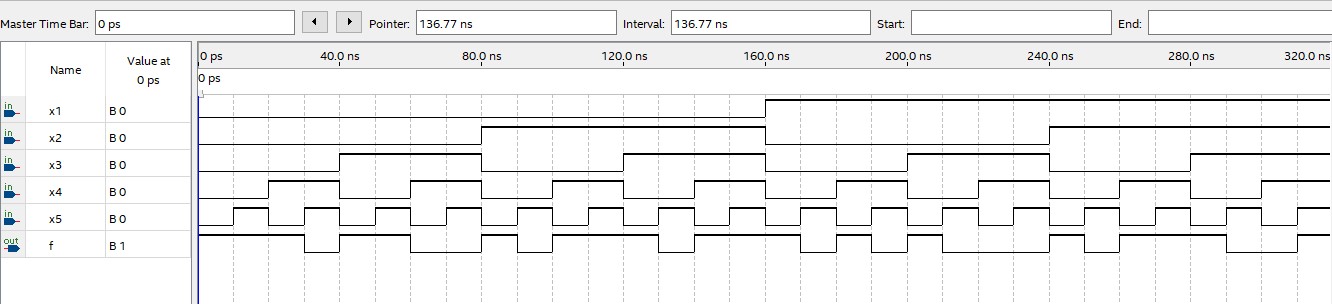 Master Time Bar: 0 ps Pointer: 136.77 ns Interval: 136.77 ns Start: End:
Name Value at 0 ps
0 ps 40.0 ns 80.0 ns 120.0 ns 160.0 ns 200.0 ns 240.0 ns 280.0 ns 320.0 ns
0 ps
in x1 B 0
in x2 B 0
in x3 B 0
in x4 B 0
in x5 B 0
out f B 1